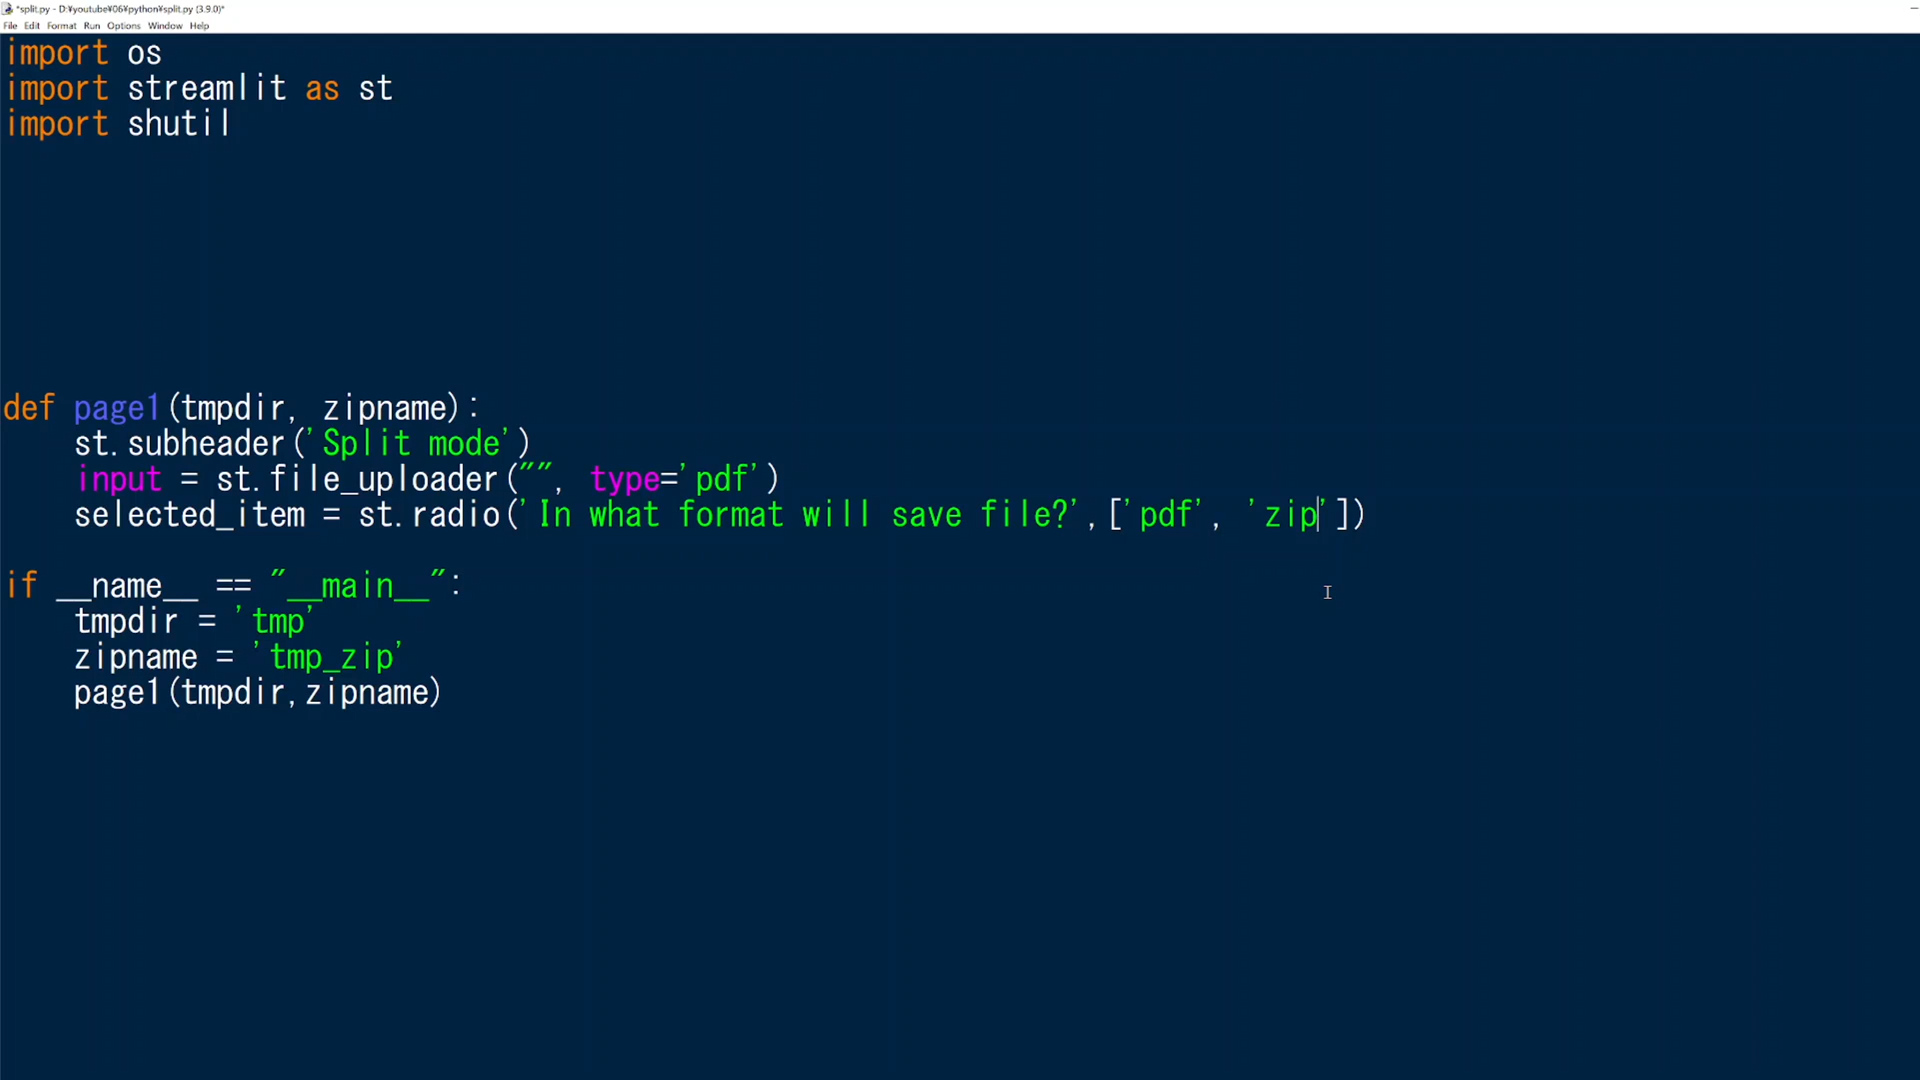 *split.py - D:¥youtube¥06¥python¥split.py (3.9.0)*
File Edit Format Run Options Window Help
import os
import streamlit as st
import shutil
def page1(tmpdir, zipname):
    st.subheader('Split mode')
    input = st.file_uploader("", type='pdf')
    selected_item = st.radio('In what format will save file?',['pdf', 'zip'])
if __name__ == "__main__":
    tmpdir = 'tmp'
    zipname = 'tmp_zip'
    page1(tmpdir,zipname)